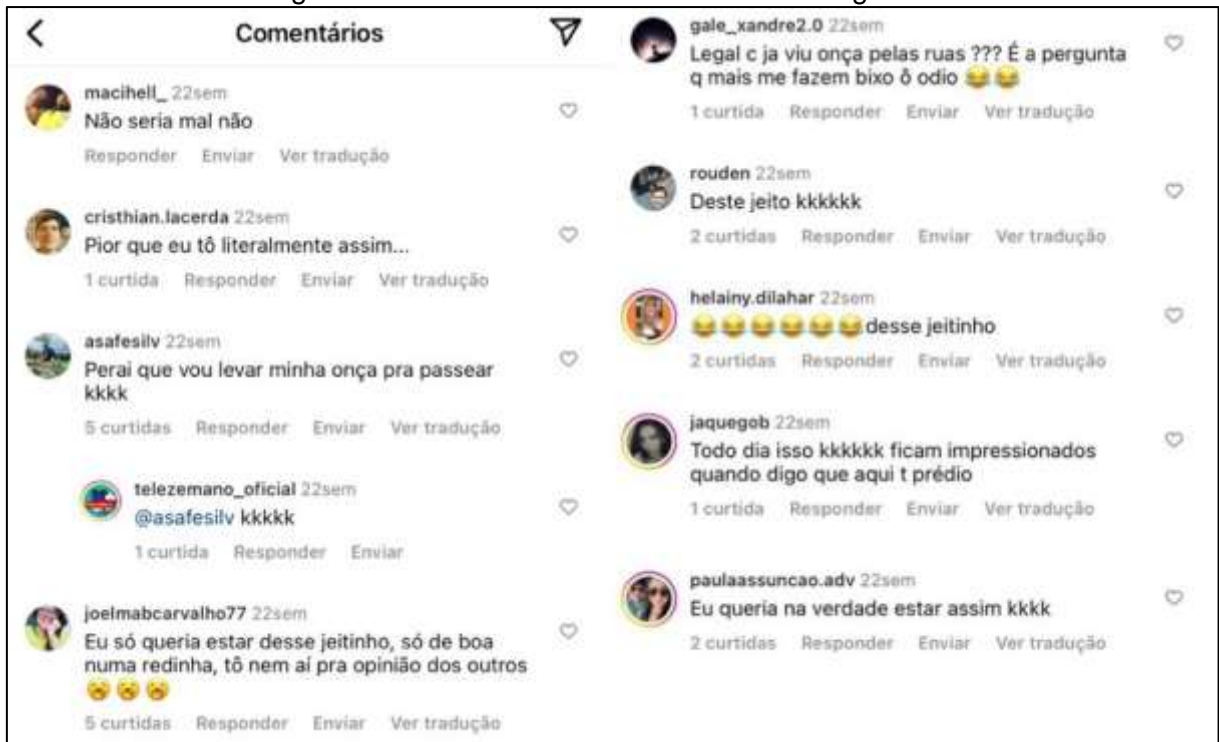 Comentários
macihell_ 22sem
Não seria mal não
Responder Enviar Ver tradução
cristhian.lacerda 22sem
Pior que eu tô literalmente assim...
1 curtida Responder Enviar Ver tradução
asafesilv 22sem
Perai que vou levar minha onça pra passear
kkkk
5 curtidas Responder Enviar Ver tradução
telezemano_oficial 22sem
@asafesilv kkkkk
1 curtida Responder Enviar
joelmabcarvalho77 22sem
Eu só queria estar desse jeitinho, só de boa
numa redinha, tô nem aí pra opinião dos outros
😫😫😫
5 curtidas Responder Enviar Ver tradução
gale_xandre2.0 22sem
Legal c ja viu onça pelas ruas ??? É a pergunta
q mais me fazem bixo ô odio 😂😂
1 curtida Responder Enviar Ver tradução
rouden 22sem
Deste jeito kkkkkk
2 curtidas Responder Enviar Ver tradução
helainy.dilahar 22sem
😂😂😂😂😂😂desse jeitinho
2 curtidas Responder Enviar Ver tradução
jaquegob 22sem
Todo dia isso kkkkkk ficam impressionados
quando digo que aqui t prédio
1 curtida Responder Enviar Ver tradução
paulaassuncao.adv 22sem
Eu queria na verdade estar assim kkkk
2 curtidas Responder Enviar Ver tradução